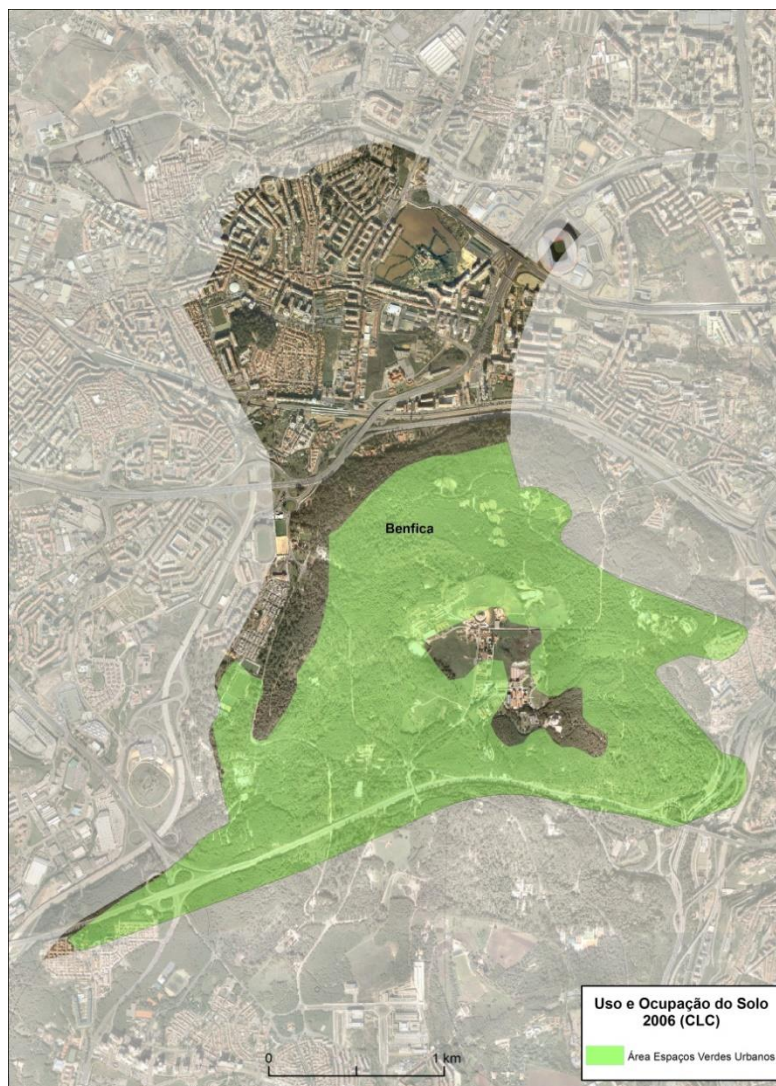 Benfica
Uso e Ocupação do Solo
2006 (CLC)
Área Espaços Verdes Urbanos
0 1 km